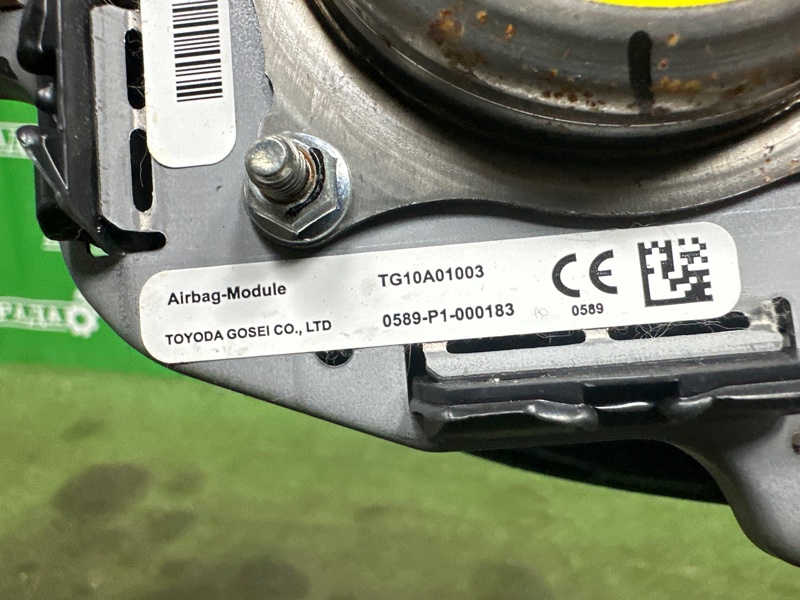 Airbag-Module
TG10A01003
TOYODA GOSEI CO., LTD
0589-P1-000183
CE
0589